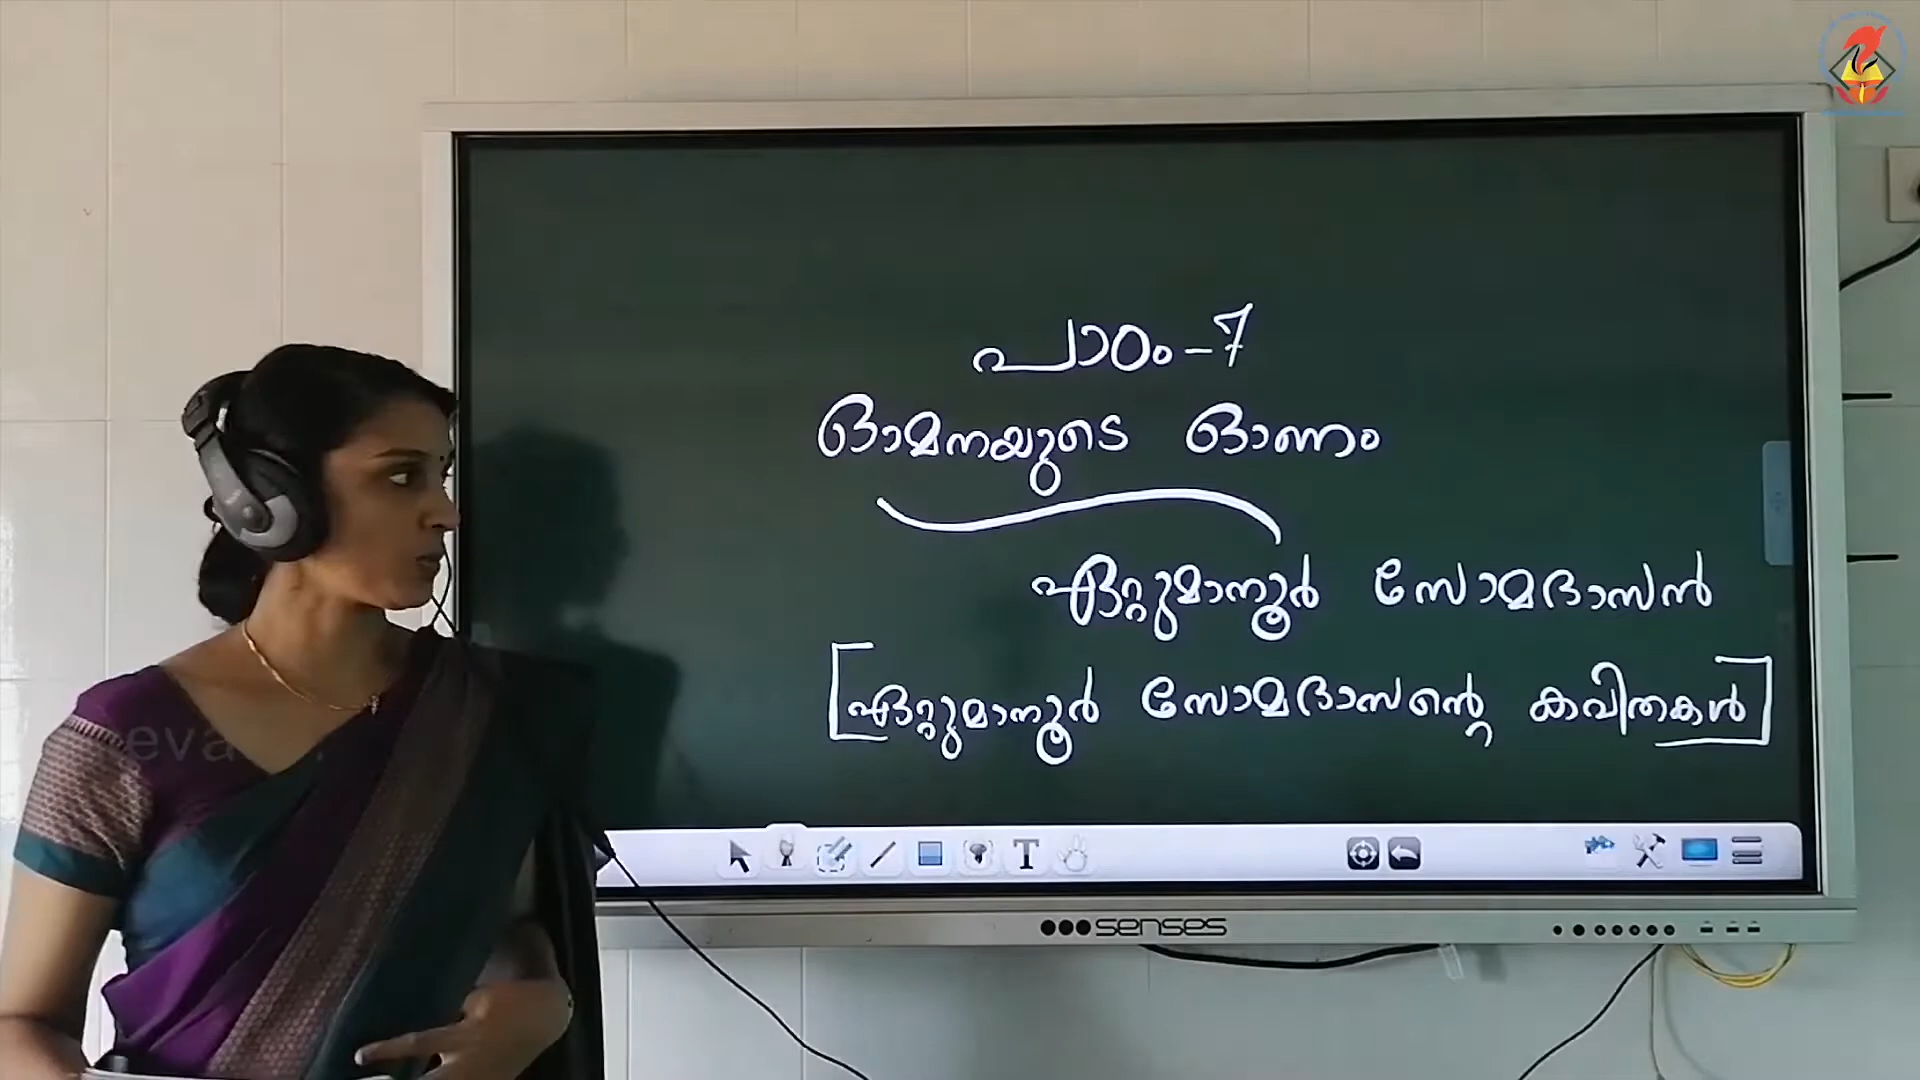 പാഠം-7
ഓമനയുടെ ഓണം
ഏറ്റുമാനൂർ സോമദാസൻ
[ഏറ്റുമാനൂർ സോമദാസന്റെ കവിതകൾ]
T
senses